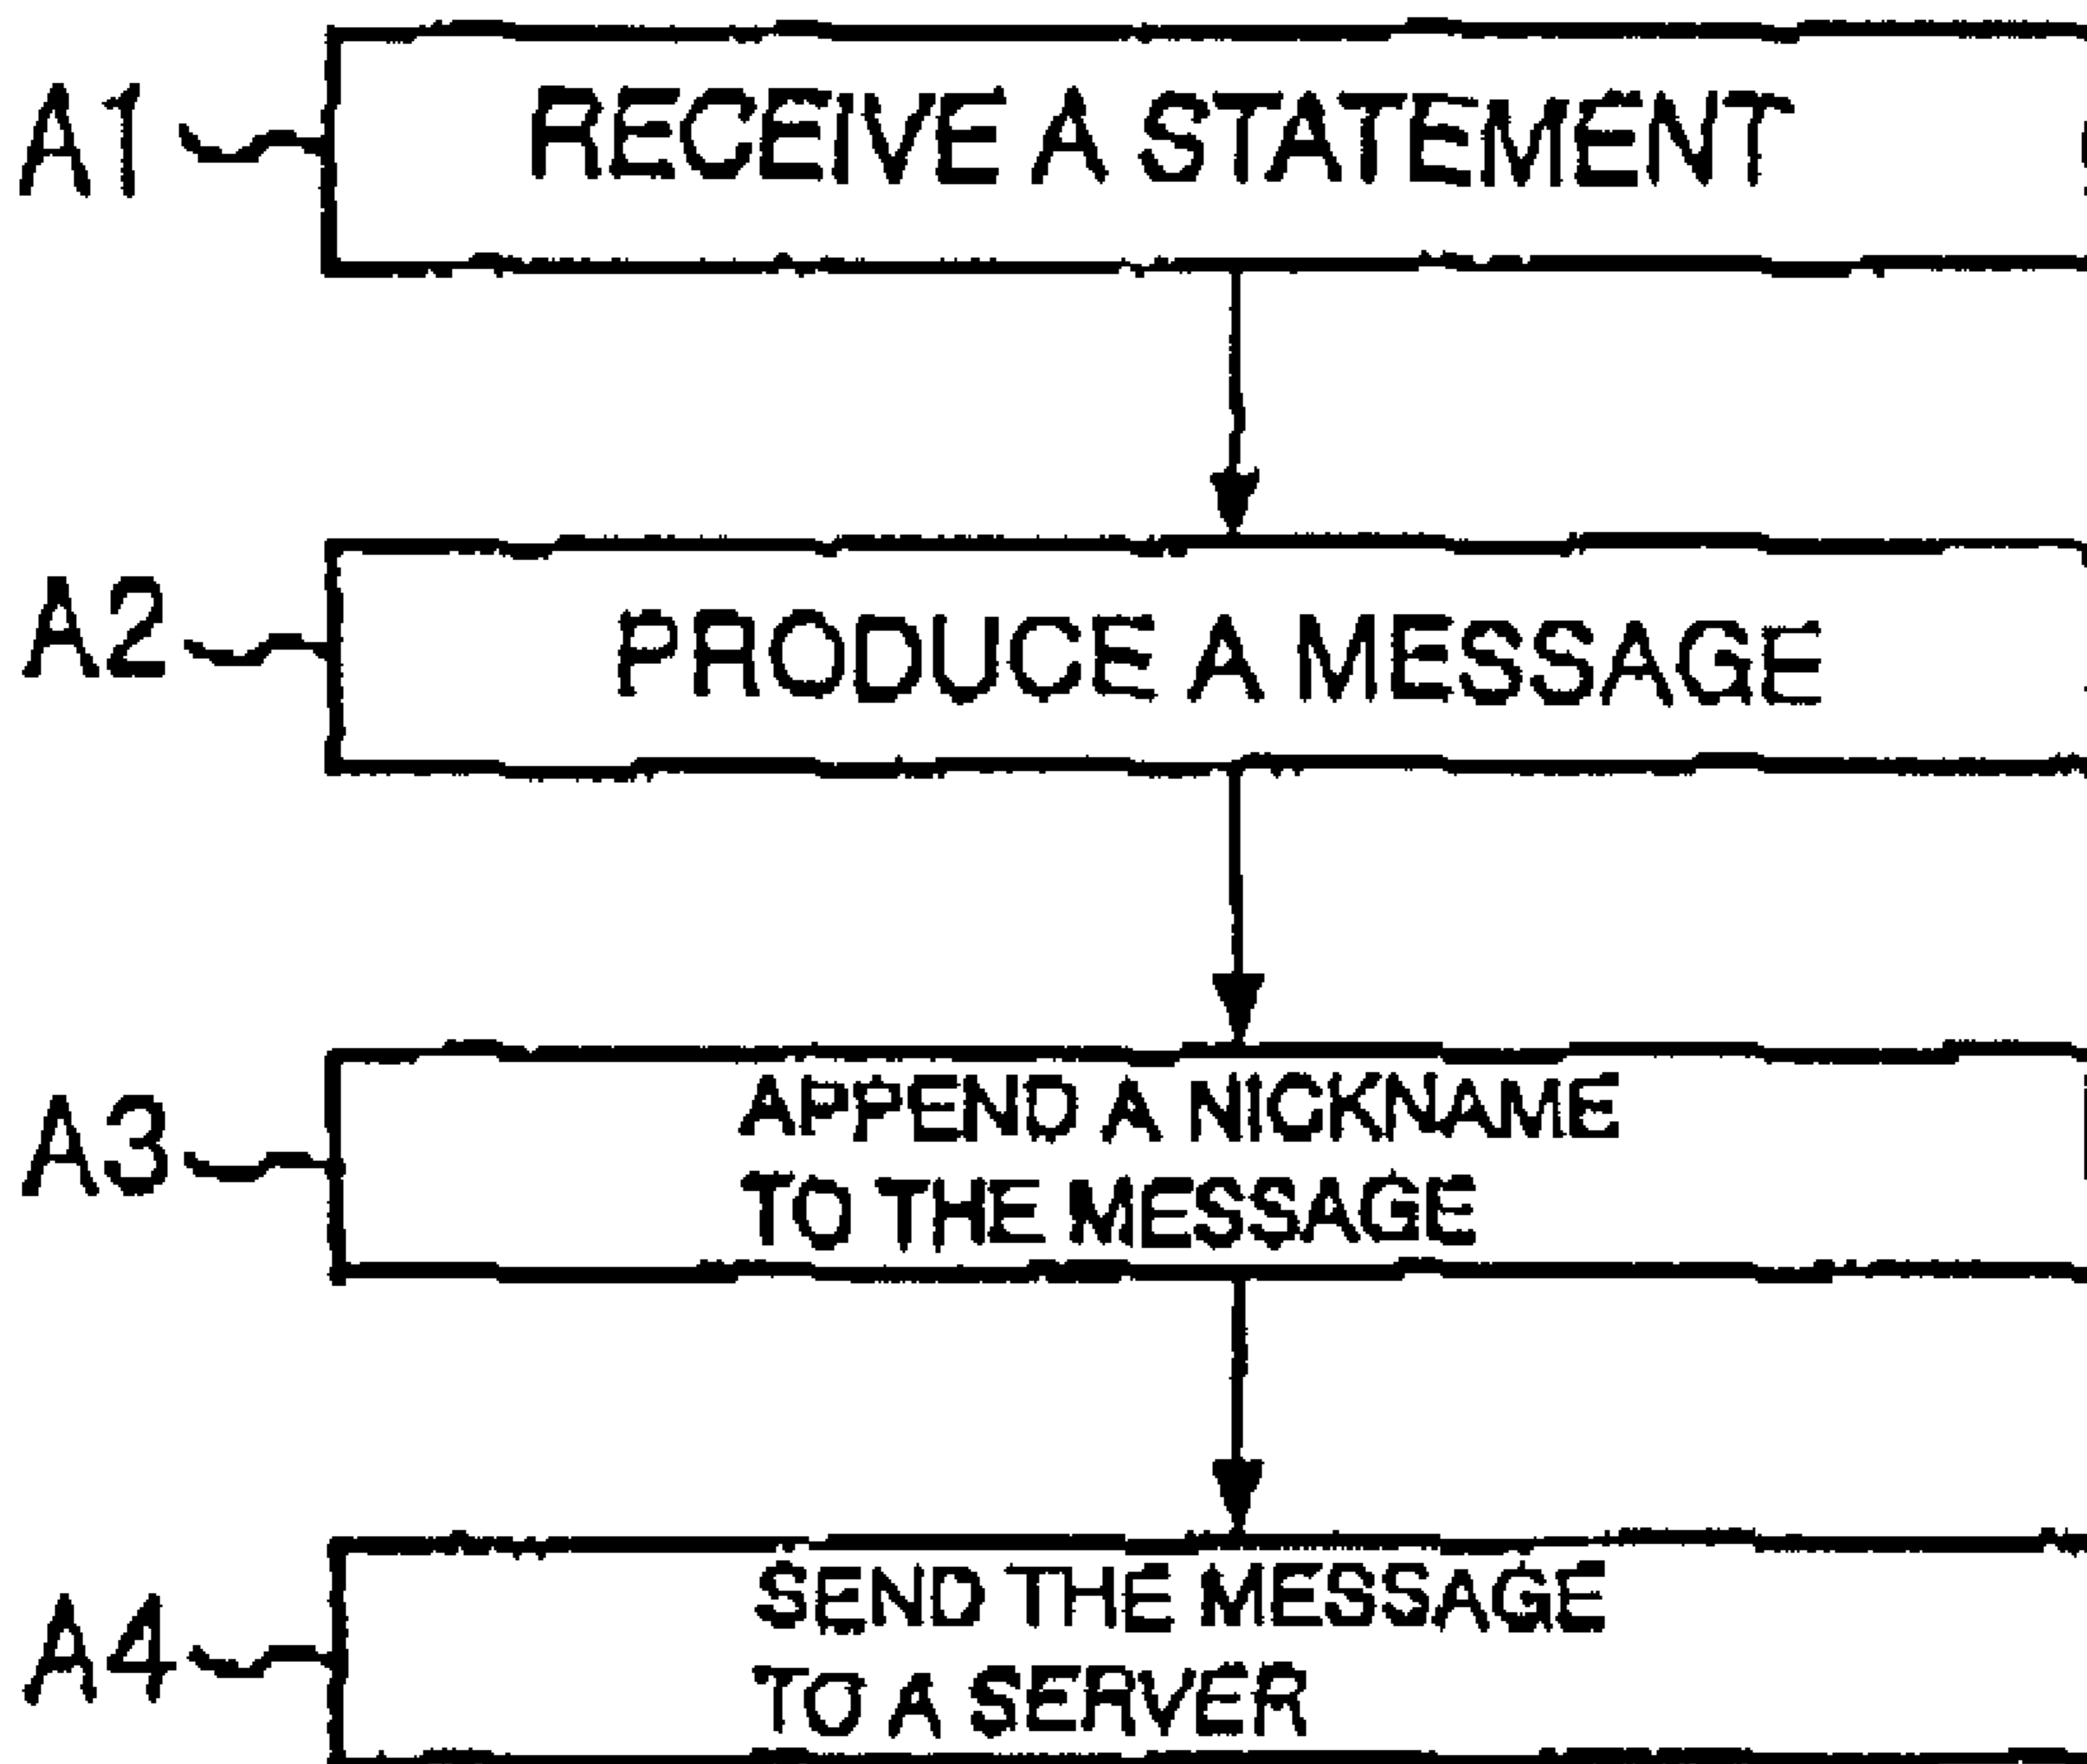 A1 RECEIVE A STATEMENT
A2 PRODUCE A MESSAGE
A3 APPEND A NICKNAME
TO THE MESSAGE
A4 SEND THE MESSAGE
TO A SERVER